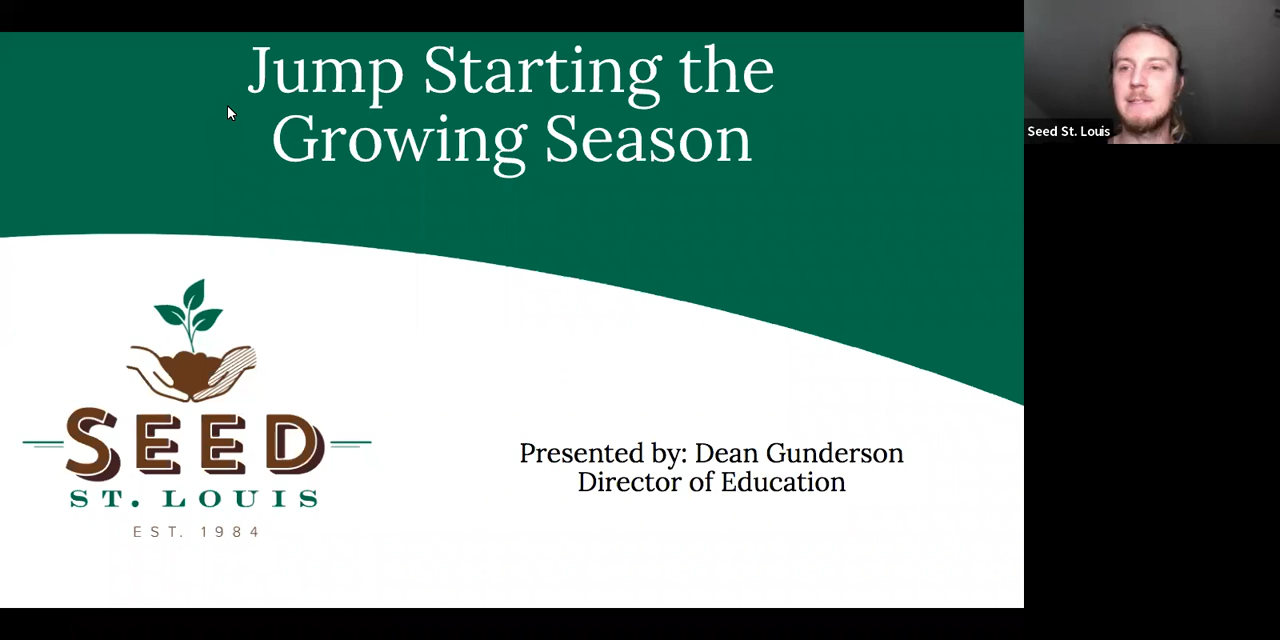 Jump Starting the
Growing Season
Seed St. Louis
SEED
ST. LOUIS
EST. 1984
Presented by: Dean Gunderson
Director of Education